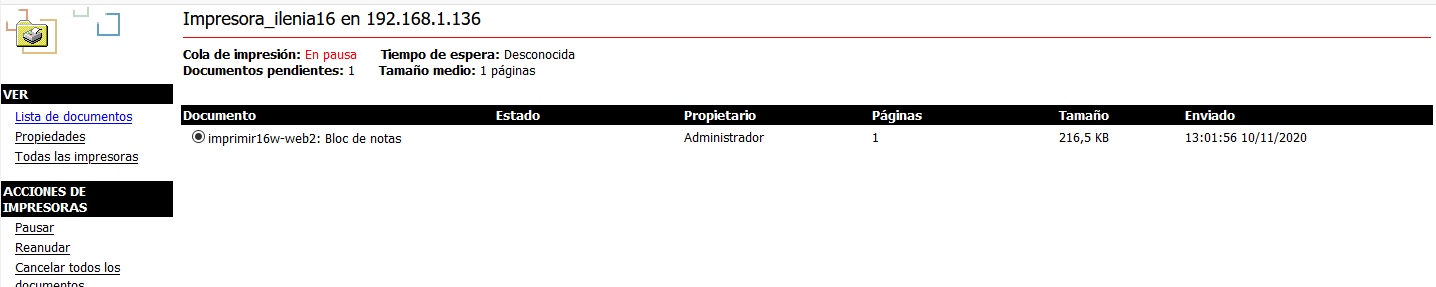 Impresora_ilenia16 en 192.168.1.136
Cola de impresión: En pausa Tiempo de espera: Desconocida
Documentos pendientes: 1 Tamaño medio: 1 páginas
VER
Lista de documentos
Propiedades
Todas las impresoras
ACCIONES DE
IMPRESORAS
Pausar
Reanudar
Cancelar todos los
documentos
Documento Estado Propietario Páginas Tamaño Enviado
imprimir16w-web2: Bloc de notas Administrador 1 216,5 KB 13:01:56 10/11/2020